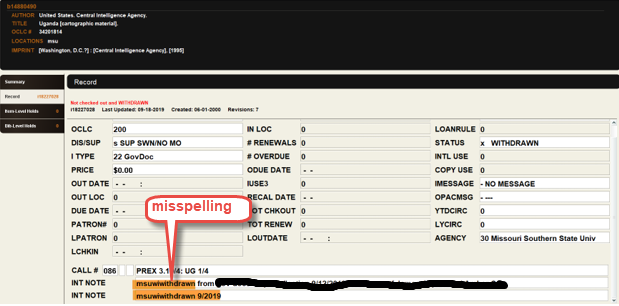 b14880490
AUTHOR United States. Central Intelligence Agency.
TITLE Uganda [cartographic material].
OCLC # 34201814
LOCATIONS msu
IMPRINT [Washington, D.C.?] : [Central Intelligence Agency], [1995]
Summary
Record i18227028
Item-Level Holds 0
Bib-Level Holds 0
Record
Not checked out and WITHDRAWN
i18227028 Last Updated: 09-18-2019 Created: 06-01-2000 Revisions: 7
OCLC 200 IN LOC 0 LOANRULE 0
DIS/SUP s SUP SWN/NO MO # RENEWALS 0 STATUS x WITHDRAWN
I TYPE 22 GovDoc # OVERDUE 0 INTL USE 0
PRICE $0.00 ODUE DATE - - COPY USE 0
OUT DATE - - : IUSE3 0 IMESSAGE - NO MESSAGE
OUT LOC 0 RECAL DATE - - OPACMSG - ---
DUE DATE - - TOT CHKOUT 0 YTDCIRC 0
PATRON# 0 TOT RENEW 0 LYCIRC 0
LPATRON 0 LOUTDATE - - : AGENCY 30 Missouri Southern State Univ
LCHKIN - - :
misspelling
CALL # 086 PREX 3.1 /4: UG 1/4
INT NOTE msuwiwithdrawn from
INT NOTE msuwiwithdrawn 9/2019